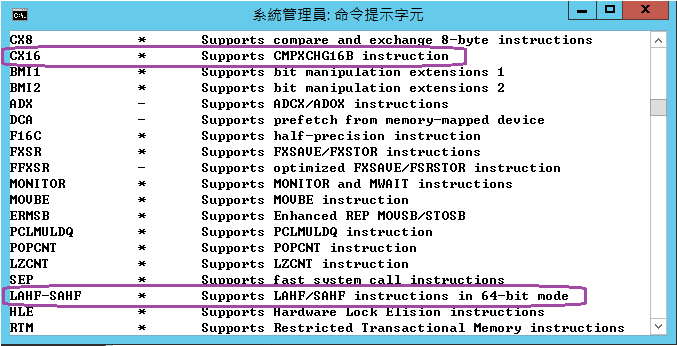 系統管理員: 命令提示字元
CX8 * Supports compare and exchange 8-byte instructions
CX16 * Supports CMPXCHG16B instruction
BMI1 * Supports bit manipulation extensions 1
BMI2 * Supports bit manipulation extensions 2
ADX - Supports ADCX/ADOX instructions
DCA - Supports prefetch from memory-mapped device
F16C * Supports half-precision instruction
FXSR * Supports FXSAVE/FXSTOR instructions
FFXSR - Supports optimized FXSAVE/FSRSTOR instruction
MONITOR * Supports MONITOR and MWAIT instructions
MOVBE * Supports MOVBE instruction
ERMSB * Supports Enhanced REP MOVSB/STOSB
PCLMULDQ * Supports PCLMULDQ instruction
POPCNT * Supports POPCNT instruction
LZCNT * Supports LZCNT instruction
SEP * Supports fast system call instructions
LAHF-SAHF * Supports LAHF/SAHF instructions in 64-bit mode
HLE * Supports Hardware Lock Elision instructions
RTM * Supports Restricted Transactional Memory instructions